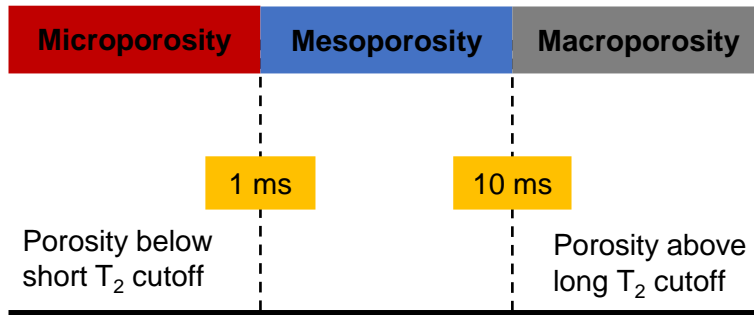 Microporosity Mesoporosity Macroporosity
1 ms 10 ms
Porosity below
short T₂ cutoff
Porosity above
long T₂ cutoff